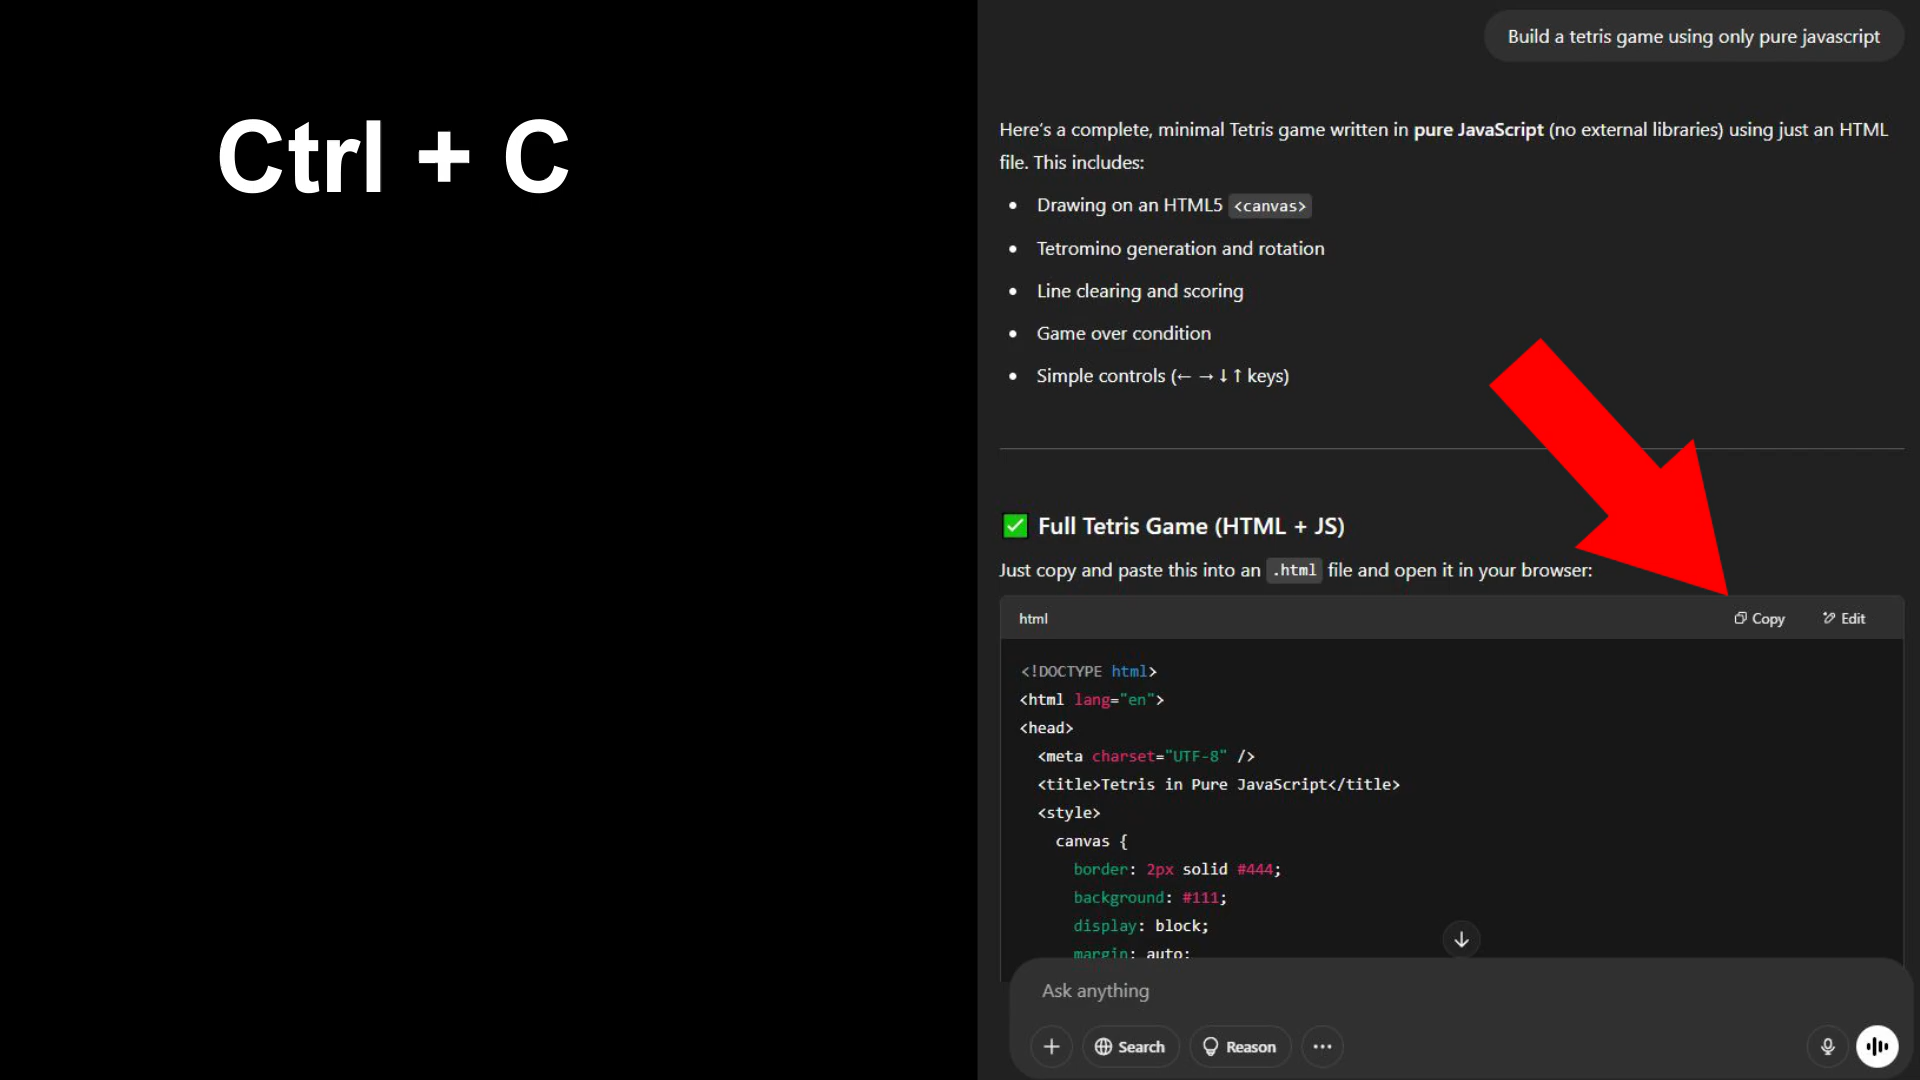 Ctrl + C
Build a tetris game using only pure javascript
Here's a complete, minimal Tetris game written in pure JavaScript (no external libraries) using just an HTML
file. This includes:
• Drawing on an HTML5 <canvas>
• Tetromino generation and rotation
• Line clearing and scoring
• Game over condition
• Simple controls (← → ↓ ↑ keys)
✅ Full Tetris Game (HTML + JS)
Just copy and paste this into an .html file and open it in your browser:
html Copy Edit
<!DOCTYPE html>
<html lang="en">
<head>
<meta charset="UTF-8" />
<title>Tetris in Pure JavaScript</title>
<style>
canvas {
border: 2px solid #444;
background: #111;
display: block;
margin: auto;
Ask anything
Search Reason